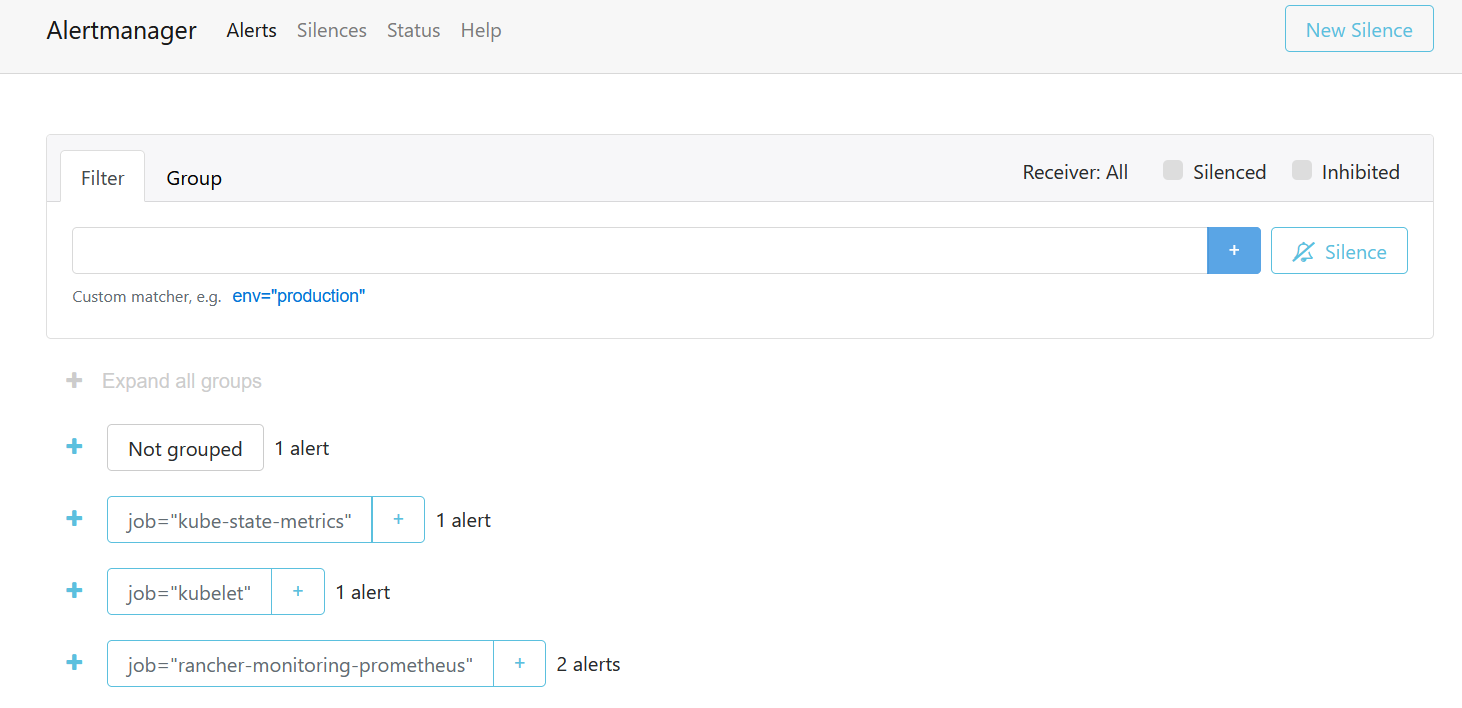 Alertmanager Alerts Silences Status Help New Silence
Filter Group Receiver: All Silenced Inhibited
+ Silence
Custom matcher, e.g. env="production"
+ Expand all groups
+ Not grouped 1 alert
+ job="kube-state-metrics" + 1 alert
+ job="kubelet" + 1 alert
+ job="rancher-monitoring-prometheus" + 2 alerts